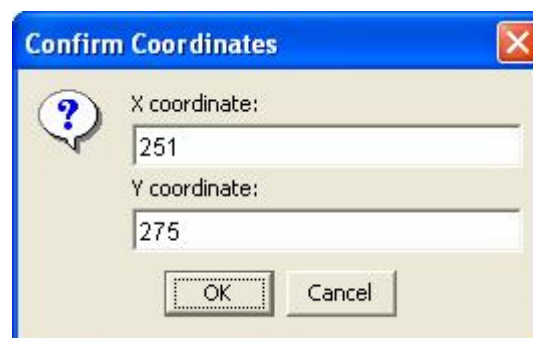 Confirm Coordinates
X coordinate:
251
Y coordinate:
275
OK Cancel